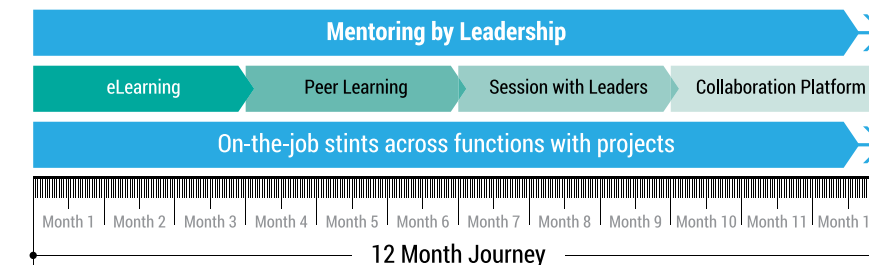 Mentoring by Leadership
eLearning Peer Learning Session with Leaders Collaboration Platform
On-the-job stints across functions with projects
Month 1 Month 2 Month 3 Month 4 Month 5 Month 6 Month 7 Month 8 Month 9 Month 10 Month 11 Month 1
12 Month Journey